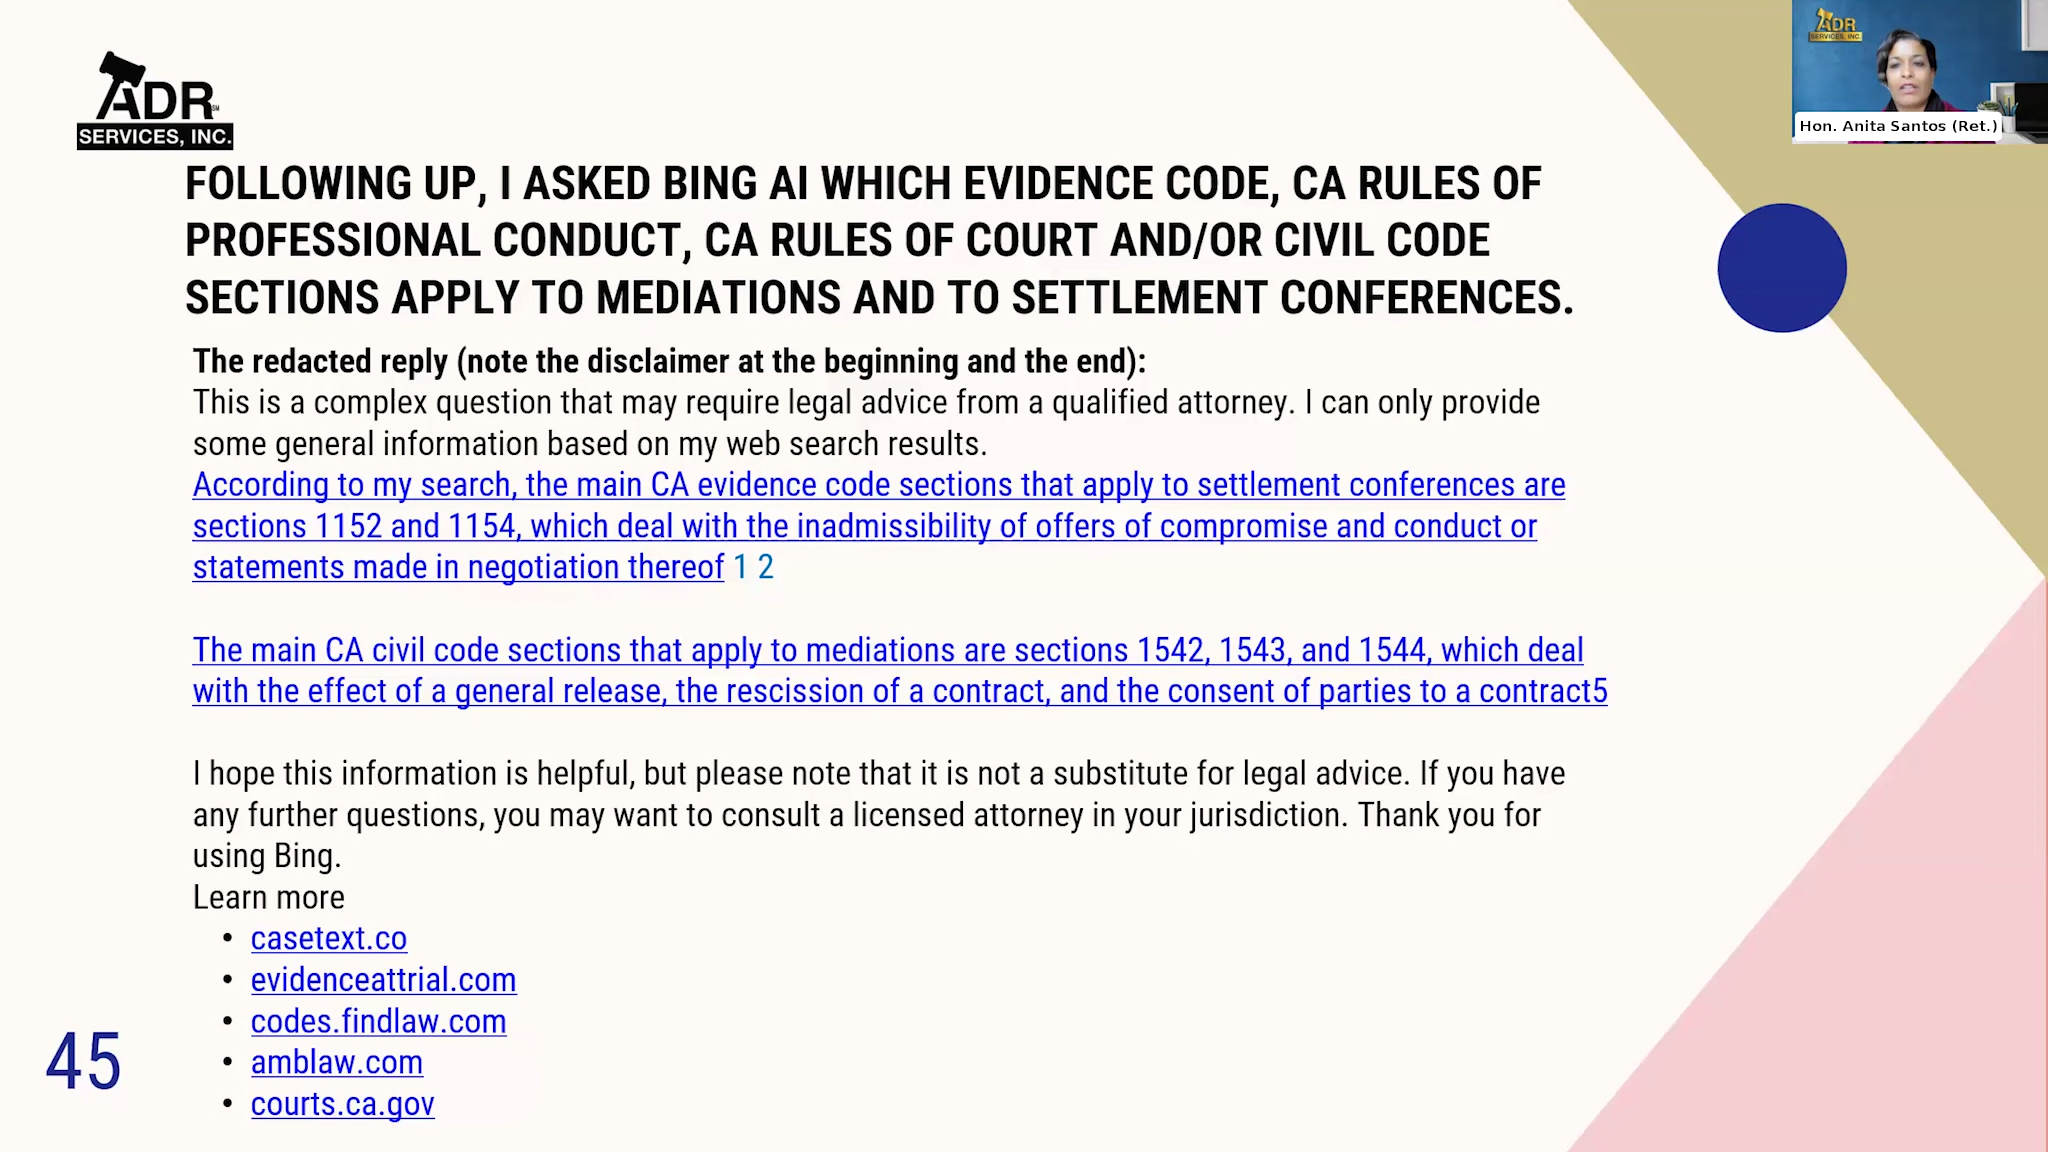 ADR SM
SERVICES, INC.
ADR
SERVICES, INC.
Hon. Anita Santos (Ret.)
FOLLOWING UP, I ASKED BING AI WHICH EVIDENCE CODE, CA RULES OF
PROFESSIONAL CONDUCT, CA RULES OF COURT AND/OR CIVIL CODE
SECTIONS APPLY TO MEDIATIONS AND TO SETTLEMENT CONFERENCES.
The redacted reply (note the disclaimer at the beginning and the end):
This is a complex question that may require legal advice from a qualified attorney. I can only provide
some general information based on my web search results.
According to my search, the main CA evidence code sections that apply to settlement conferences are
sections 1152 and 1154, which deal with the inadmissibility of offers of compromise and conduct or
statements made in negotiation thereof 1 2
The main CA civil code sections that apply to mediations are sections 1542, 1543, and 1544, which deal
with the effect of a general release, the rescission of a contract, and the consent of parties to a contract5
I hope this information is helpful, but please note that it is not a substitute for legal advice. If you have
any further questions, you may want to consult a licensed attorney in your jurisdiction. Thank you for
using Bing.
Learn more
• casetext.co
• evidenceattrial.com
• codes.findlaw.com
• amblaw.com
• courts.ca.gov
45